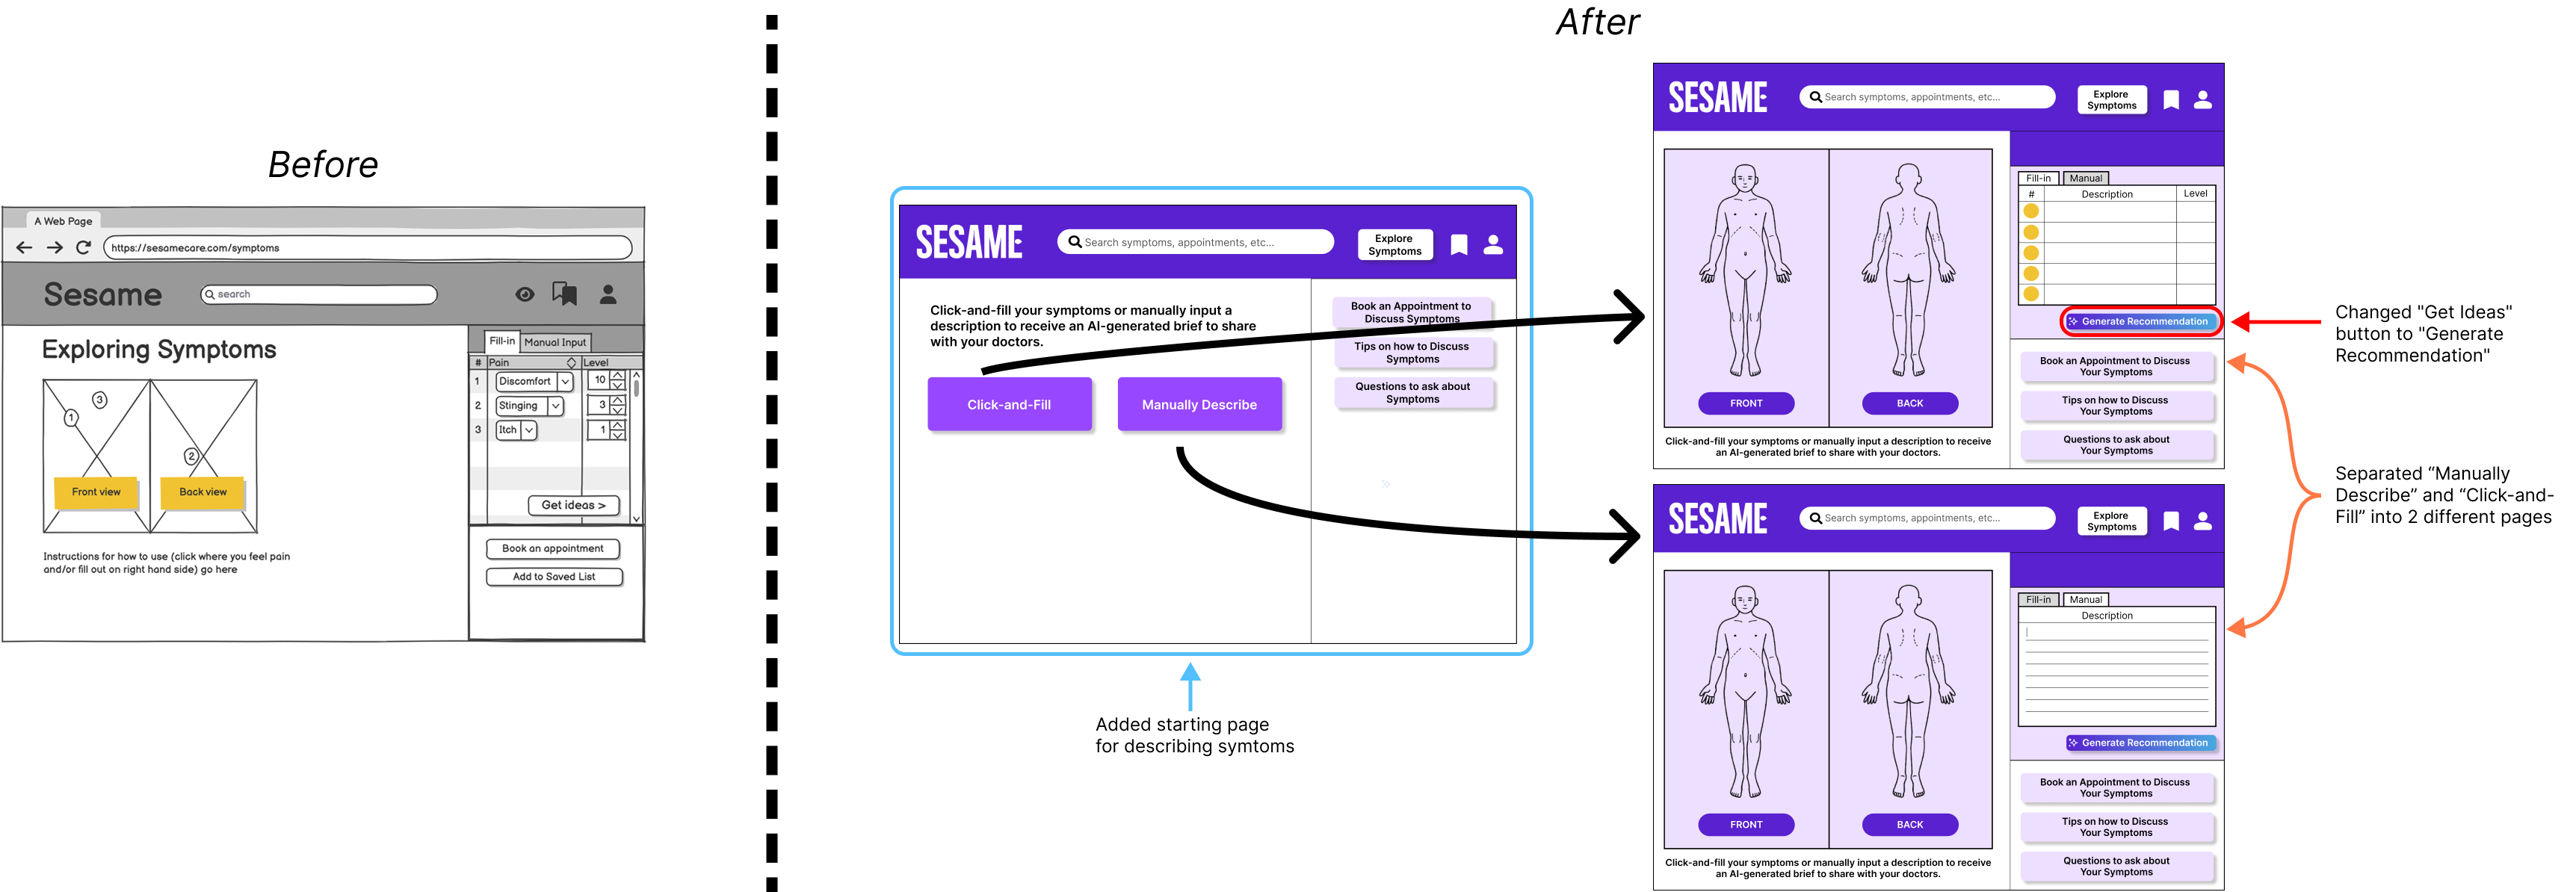 Before
A Web Page
https://sesamecare.com/symptoms
Sesame
search
Exploring Symptoms
1
3
2
Front view
Back view
Instructions for how to use (click where you feel pain
and/or fill out on right hand side) go here
Fill-in
Manual Input
# Pain Level
1 Discomfort 10
2 Stinging 3
3 Itch 1
Get ideas >
Book an appointment
Add to Saved List
After
SESAME
Search symptoms, appointments, etc...
Explore
Symptoms
Click-and-fill your symptoms or manually input a
description to receive an AI-generated brief to share
with your doctors.
Click-and-Fill
Manually Describe
Book an Appointment to
Discuss Symptoms
Tips on how to Discuss
Symptoms
Questions to ask about
Symptoms
Added starting page
for describing symtoms
SESAME
Search symptoms, appointments, etc...
Explore
Symptoms
FRONT
BACK
Click-and-fill your symptoms or manually input a description to receive
an AI-generated brief to share with your doctors.
Fill-in
Manual
# Description Level
Generate Recommendation
Book an Appointment to Discuss
Your Symptoms
Tips on how to Discuss
Your Symptoms
Questions to ask about
Your Symptoms
Changed "Get Ideas"
button to "Generate
Recommendation"
Separated “Manually
Describe” and “Click-and-
Fill” into 2 different pages
SESAME
Search symptoms, appointments, etc...
Explore
Symptoms
FRONT
BACK
Click-and-fill your symptoms or manually input a description to receive
an AI-generated brief to share with your doctors.
Fill-in
Manual
Description
Generate Recommendation
Book an Appointment to Discuss
Your Symptoms
Tips on how to Discuss
Your Symptoms
Questions to ask about
Your Symptoms